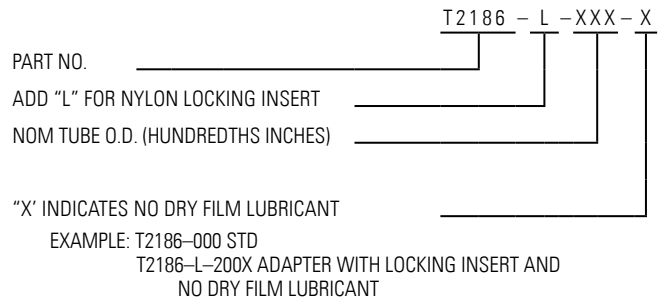 T2186 – L – XXX – X
PART NO.
ADD “L” FOR NYLON LOCKING INSERT
NOM TUBE O.D. (HUNDREDTHS INCHES)
“X’ INDICATES NO DRY FILM LUBRICANT
EXAMPLE: T2186–000 STD
T2186–L–200X ADAPTER WITH LOCKING INSERT AND
NO DRY FILM LUBRICANT